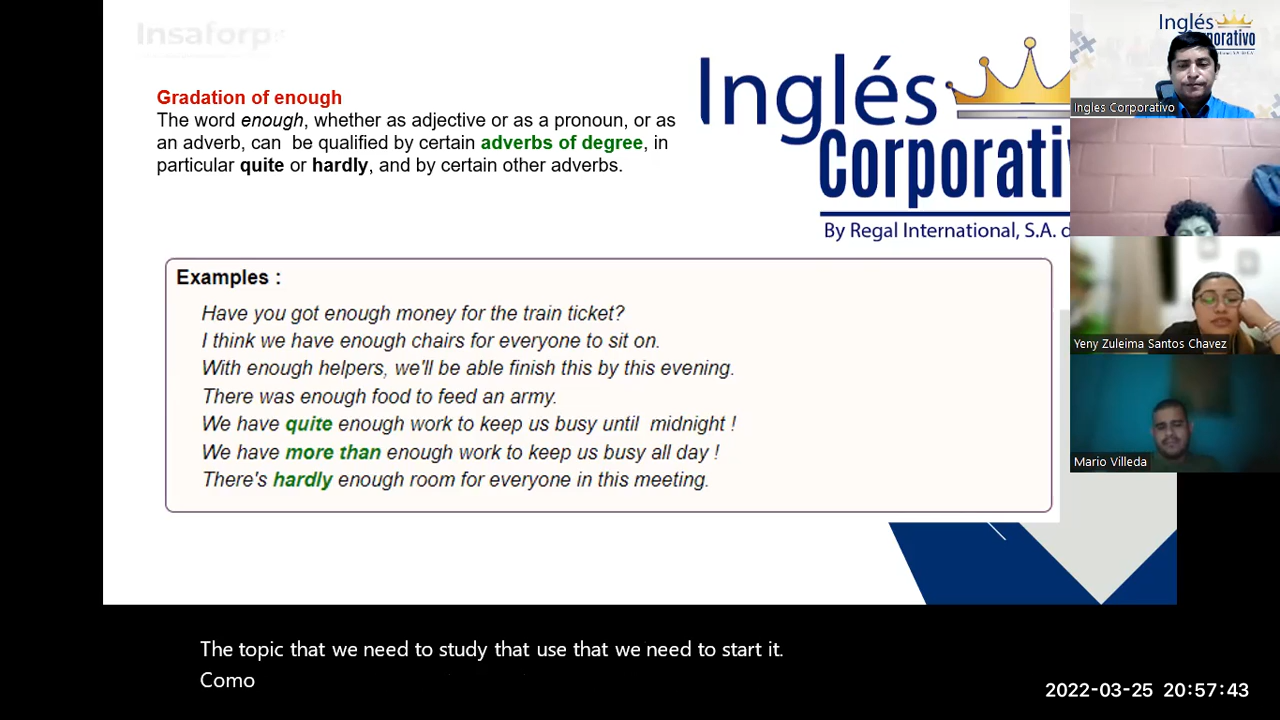 Insaforp
Inglés
Corporativo
By Regal International, S.A. d
Gradation of enough
The word enough, whether as adjective or as a pronoun, or as
an adverb, can be qualified by certain adverbs of degree, in
particular quite or hardly, and by certain other adverbs.
Examples :
Have you got enough money for the train ticket?
I think we have enough chairs for everyone to sit on.
With enough helpers, we'll be able finish this by this evening.
There was enough food to feed an army.
We have quite enough work to keep us busy until midnight !
We have more than enough work to keep us busy all day !
There's hardly enough room for everyone in this meeting.
Inglés
porativo
Ingles Corporativo
Yeny Zuleima Santos Chavez
Mario Villeda
The topic that we need to study that use that we need to start it.
Como
2022-03-25 20:57:43